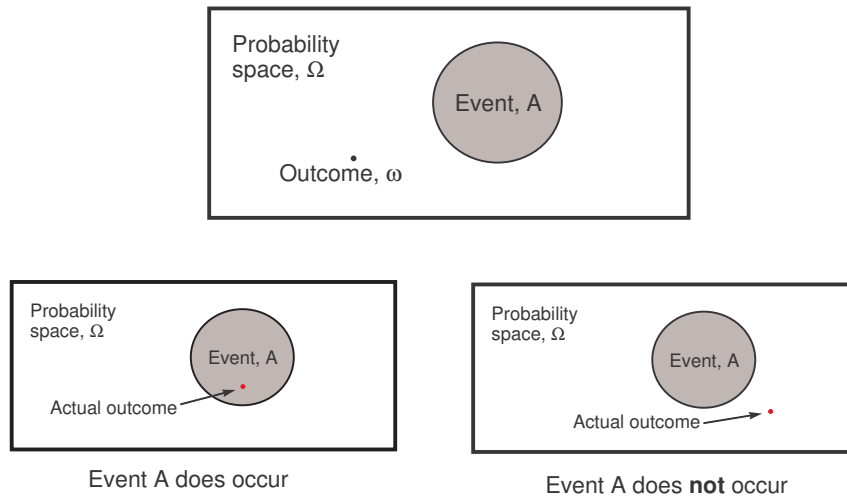 Probability
space, Ω
Event, A
Outcome, ω
Probability
space, Ω
Event, A
Actual outcome
Event A does occur
Probability
space, Ω
Event, A
Actual outcome
Event A does not occur